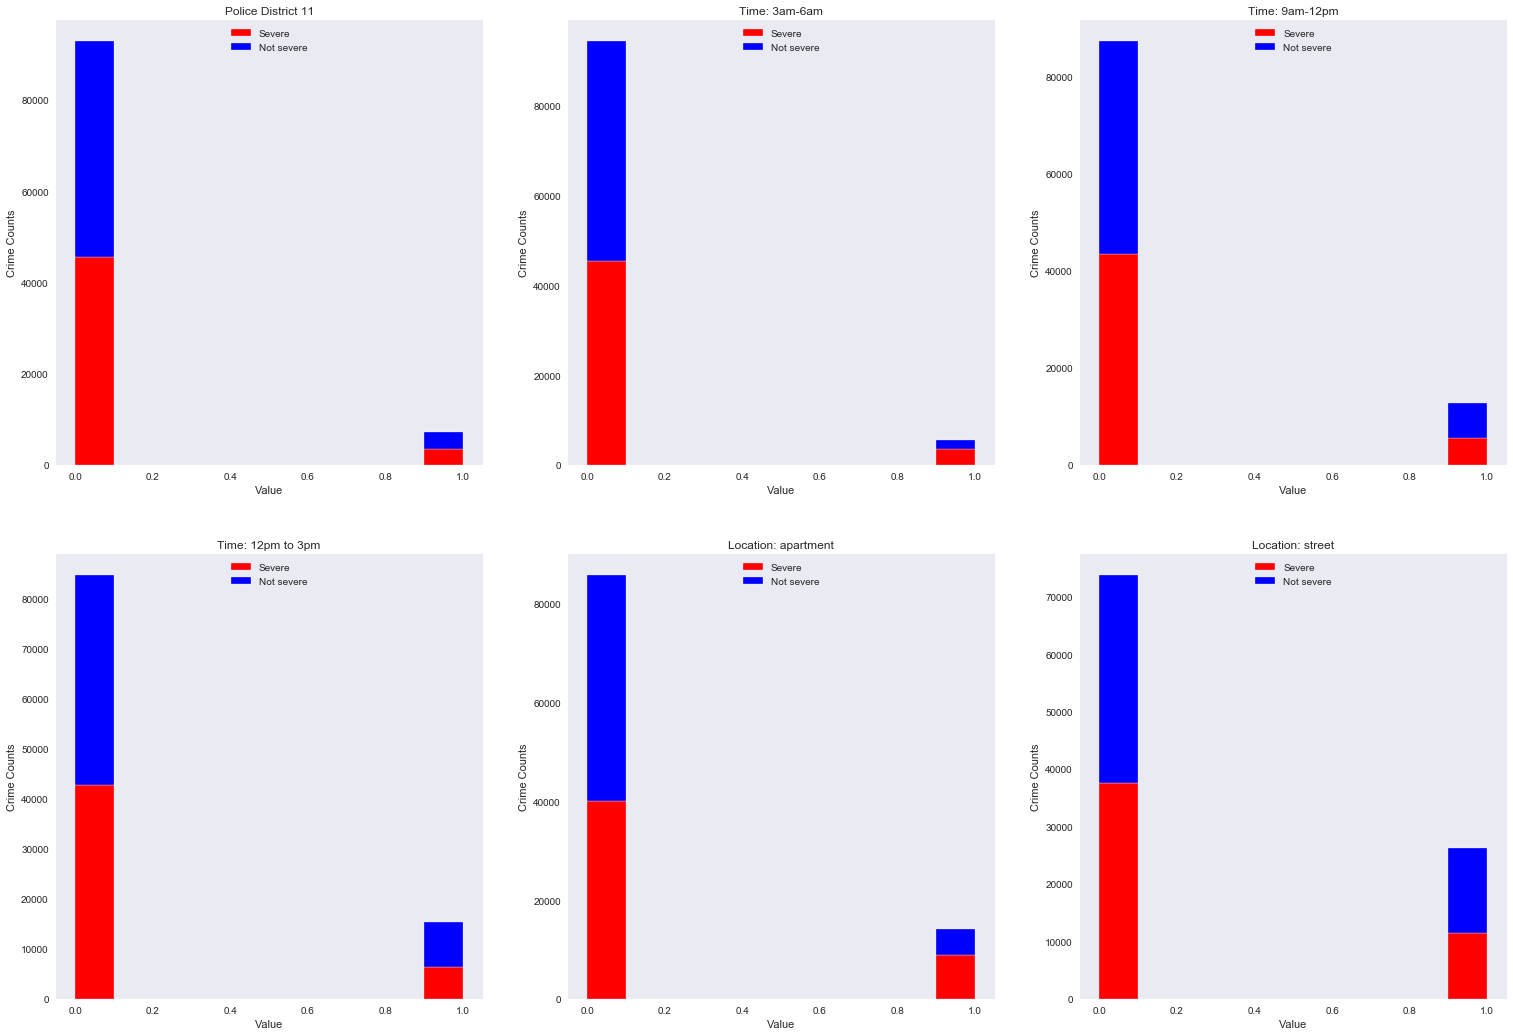 Police District 11
Severe
Not severe
Crime Counts
80000
60000
40000
20000
0
0.0 0.2 0.4 0.6 0.8 1.0
Value
Time: 3am-6am
Severe
Not severe
Crime Counts
80000
60000
40000
20000
0
0.0 0.2 0.4 0.6 0.8 1.0
Value
Time: 9am-12pm
Severe
Not severe
Crime Counts
80000
60000
40000
20000
0
0.0 0.2 0.4 0.6 0.8 1.0
Value
Time: 12pm to 3pm
Severe
Not severe
Crime Counts
80000
70000
60000
50000
40000
30000
20000
10000
0
0.0 0.2 0.4 0.6 0.8 1.0
Value
Location: apartment
Severe
Not severe
Crime Counts
80000
60000
40000
20000
0
0.0 0.2 0.4 0.6 0.8 1.0
Value
Location: street
Severe
Not severe
Crime Counts
70000
60000
50000
40000
30000
20000
10000
0
0.0 0.2 0.4 0.6 0.8 1.0
Value